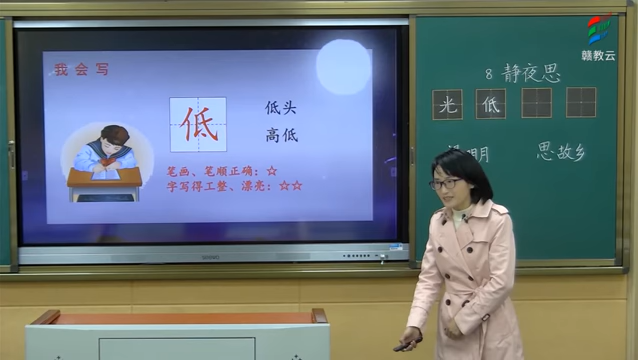 我会写
低
低头
高低
笔画、笔顺正确：☆
字写得工整、漂亮：☆☆
赣教云
8 静夜思
光 低
明月 思故乡